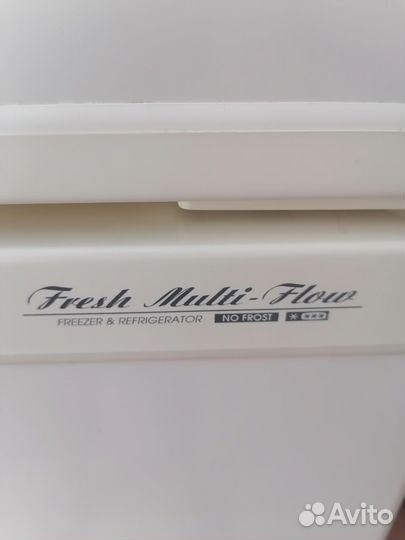 Fresh Multi-Flow
FREEZER & REFRIGERATOR NO FROST * ***
Avito